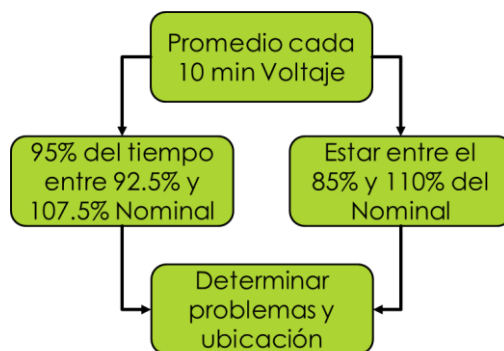 Promedio cada
10 min Voltaje
95% del tiempo
entre 92.5% y
107.5% Nominal
Estar entre el
85% y 110% del
Nominal
Determinar
problemas y
ubicación